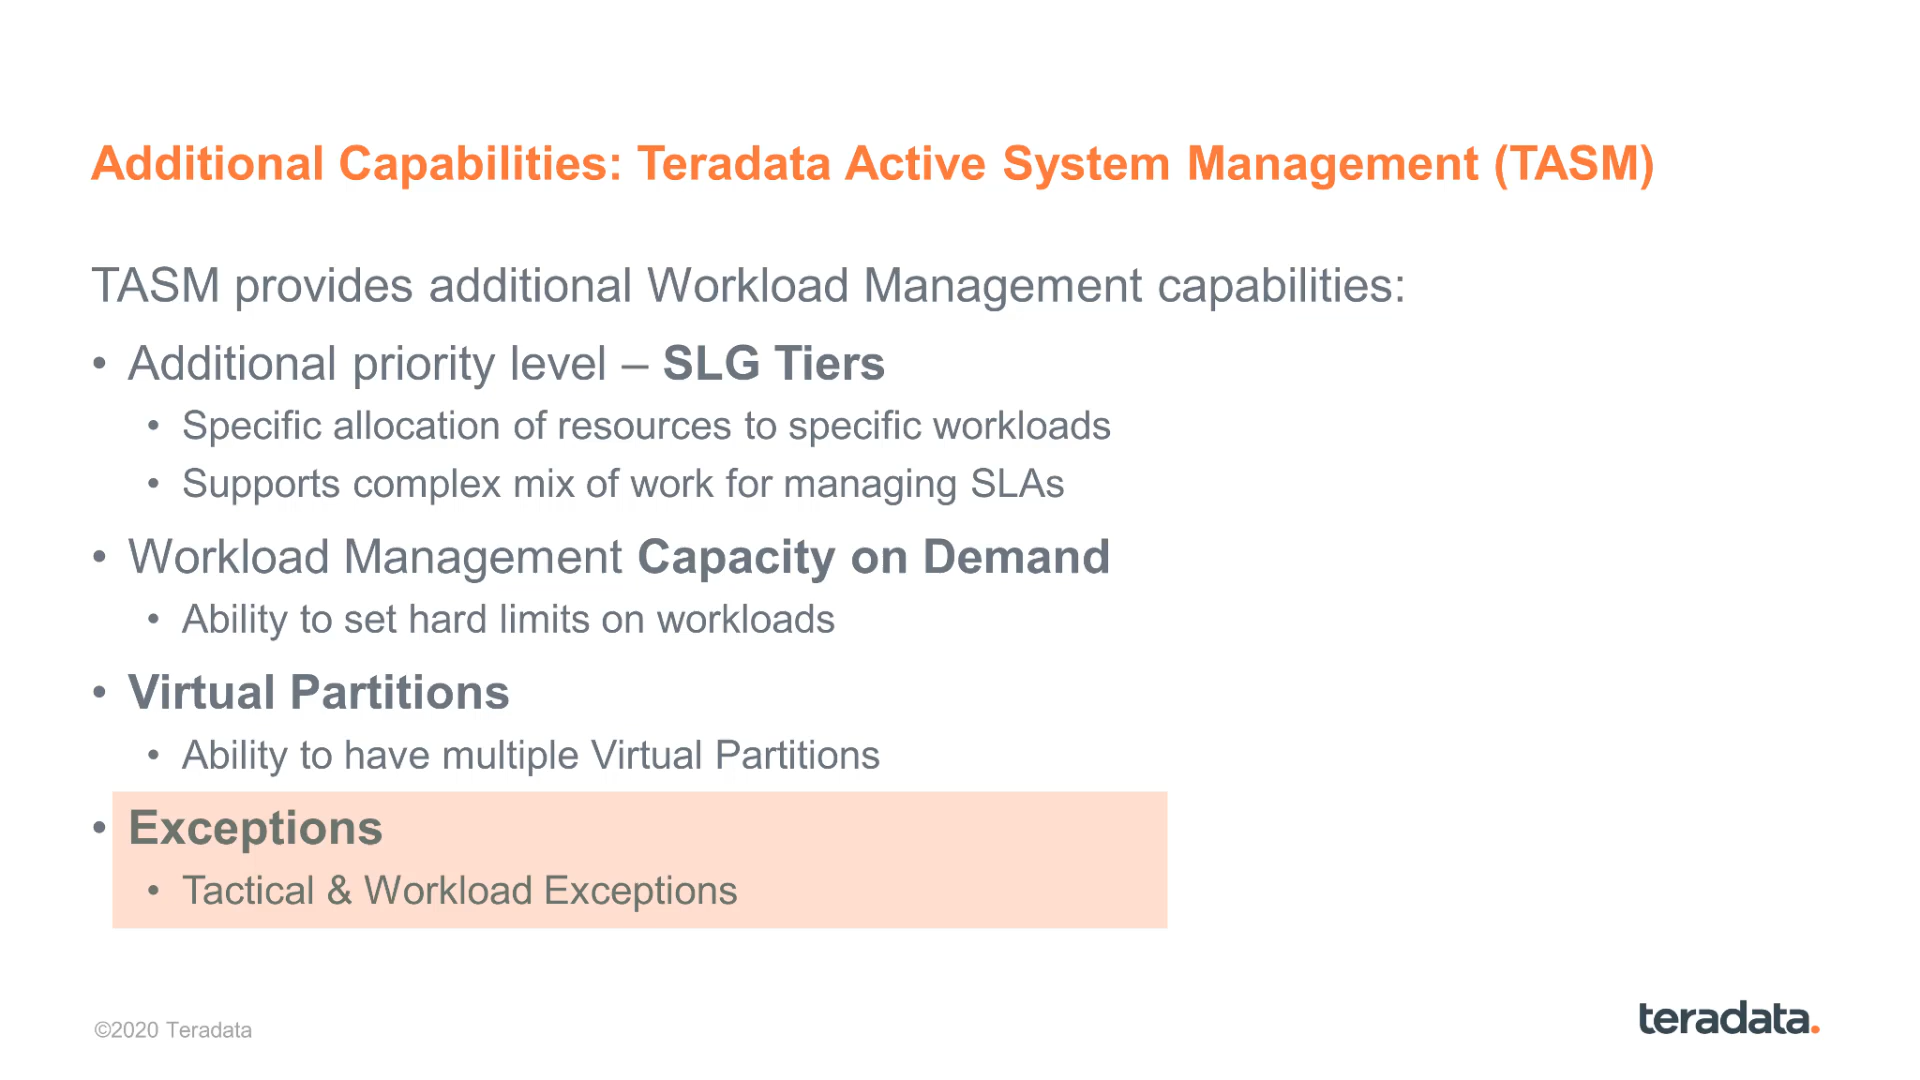 Additional Capabilities: Teradata Active System Management (TASM)
TASM provides additional Workload Management capabilities:
• Additional priority level – SLG Tiers
• Specific allocation of resources to specific workloads
• Supports complex mix of work for managing SLAs
• Workload Management Capacity on Demand
• Ability to set hard limits on workloads
• Virtual Partitions
• Ability to have multiple Virtual Partitions
• Exceptions
• Tactical & Workload Exceptions
©2020 Teradata
teradata.